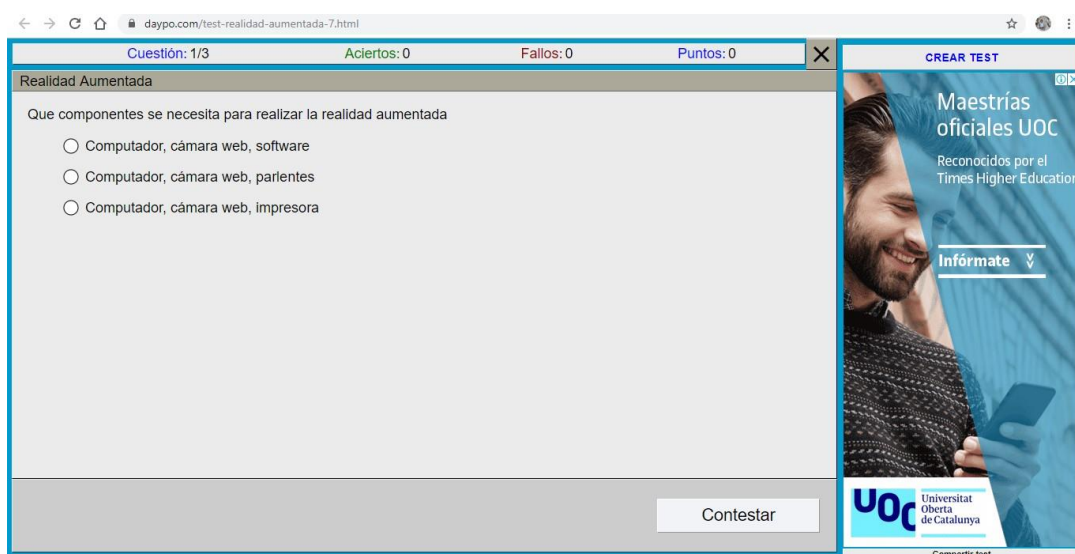 daypo.com/test-realidad-aumentada-7.html
Cuestión: 1/3 Aciertos: 0 Fallos: 0 Puntos: 0
Realidad Aumentada
Que componentes se necesita para realizar la realidad aumentada
Computador, cámara web, software
Computador, cámara web, parlentes
Computador, cámara web, impresora
Contestar
CREAR TEST
Maestrías
oficiales UOC
Reconocidos por el
Times Higher Education
Infórmate
UOC
Universitat
Oberta
de Catalunya
Compartir test